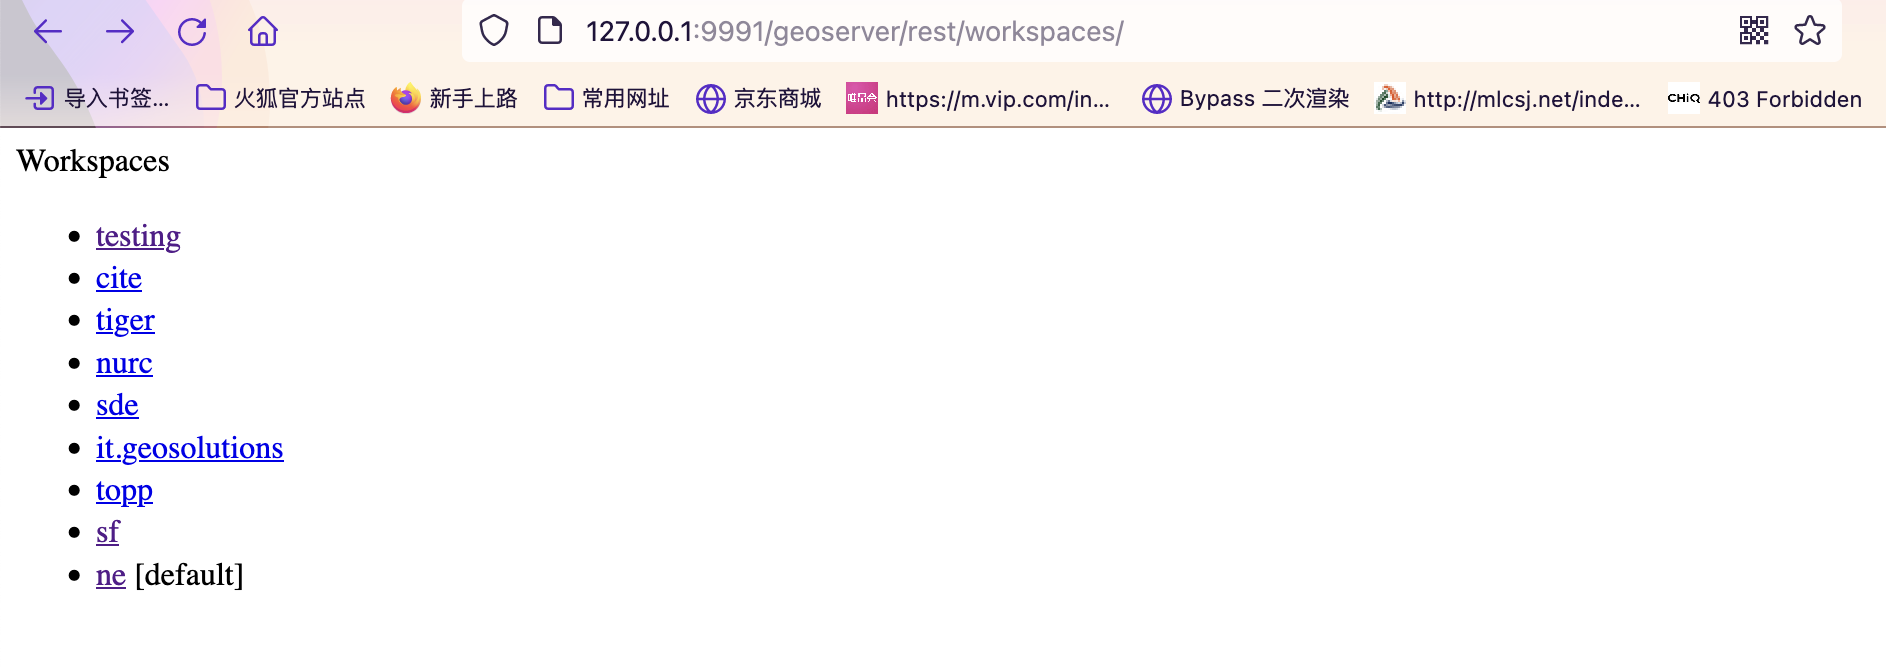 127.0.0.1:9991/geoserver/rest/workspaces/
导入书签... 火狐官方站点 新手上路 常用网址 京东商城 唯品会 https://m.vip.com/in... Bypass 二次渲染 http://mlcsj.net/inde... CHiQ 403 Forbidden
Workspaces
• testing
• cite
• tiger
• nurc
• sde
• it.geosolutions
• topp
• sf
• ne [default]